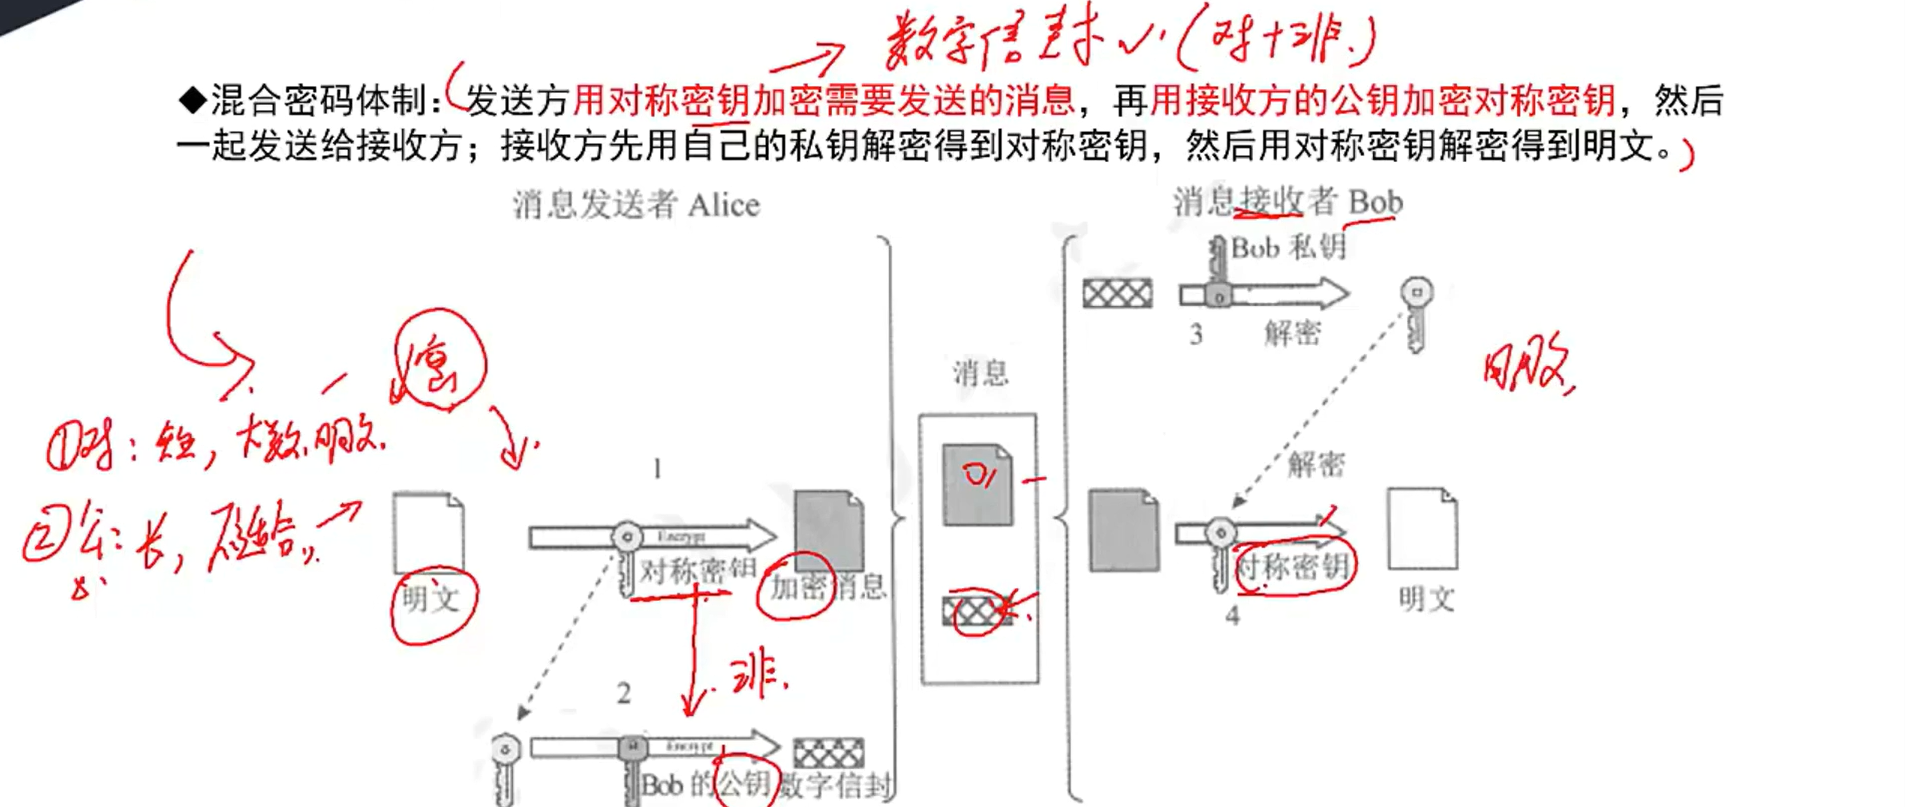 → 数字信封 ✓.(对+非.)
◆混合密码体制：（发送方用对称密钥加密需要发送的消息，再用接收方的公钥加密对称密钥，然后
一起发送给接收方；接收方先用自己的私钥解密得到对称密钥，然后用对称密钥解密得到明文。）
消息发送者 Alice
消息接收者 Bob
Bob 私钥
3 解密
消息
密
①对：短，大数.明文.
②公：长，不适合.
1
解密
Encrypt
对称密钥
加密消息
明文
对称密钥
4
明文
非.
2
Encrypt
Bob 的公钥
数字信封